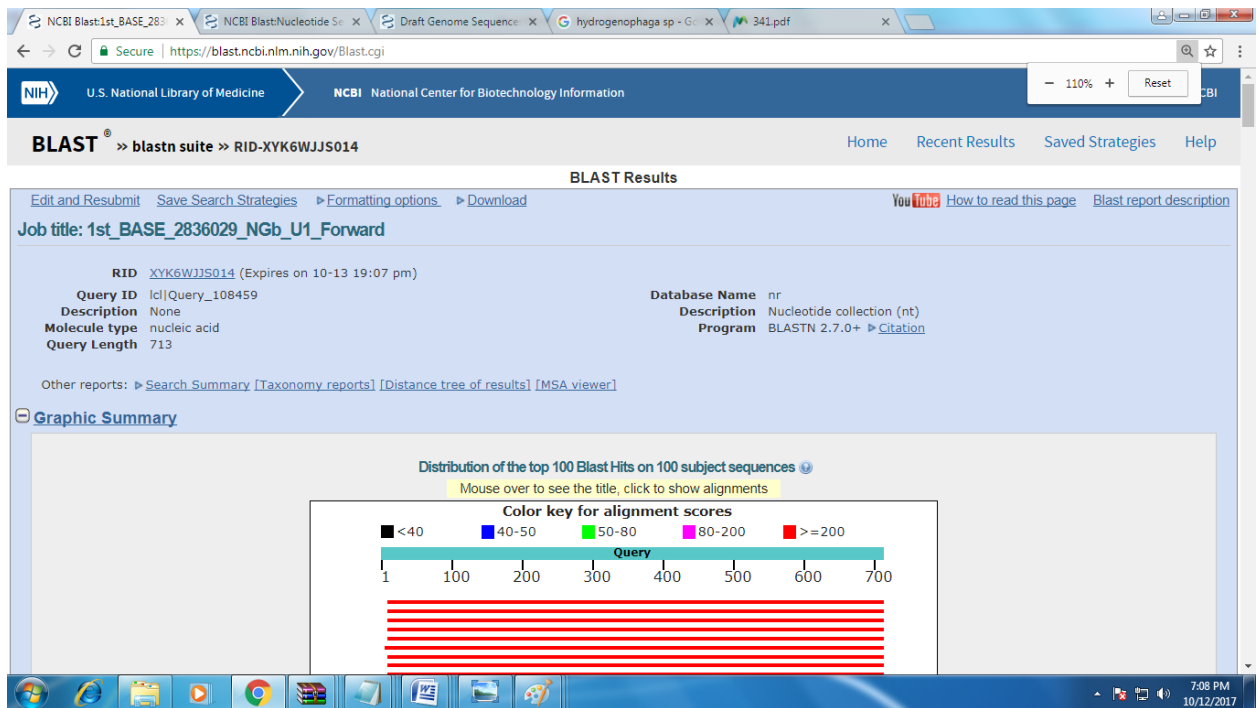 NCBI Blast:1st_BASE_283
NCBI Blast:Nucleotide Se
Draft Genome Sequence
hydrogenophaga sp - Go
341.pdf
Secure | https://blast.ncbi.nlm.nih.gov/Blast.cgi
NIH U.S. National Library of Medicine NCBI National Center for Biotechnology Information
− 110% + Reset
CBI
BLAST ® » blastn suite » RID-XYK6WJJS014
Home Recent Results Saved Strategies Help
BLAST Results
Edit and Resubmit Save Search Strategies Formatting options Download
You Tube How to read this page Blast report description
Job title: 1st_BASE_2836029_NGb_U1_Forward
RID XYK6WJJS014 (Expires on 10-13 19:07 pm)
Query ID lcl|Query_108459
Description None
Molecule type nucleic acid
Query Length 713
Database Name nr
Description Nucleotide collection (nt)
Program BLASTN 2.7.0+ Citation
Other reports: Search Summary [Taxonomy reports] [Distance tree of results] [MSA viewer]
Graphic Summary
Distribution of the top 100 Blast Hits on 100 subject sequences
Mouse over to see the title, click to show alignments
Color key for alignment scores
<40 40-50 50-80 80-200 >=200
Query
1 100 200 300 400 500 600 700
7:08 PM
10/12/2017